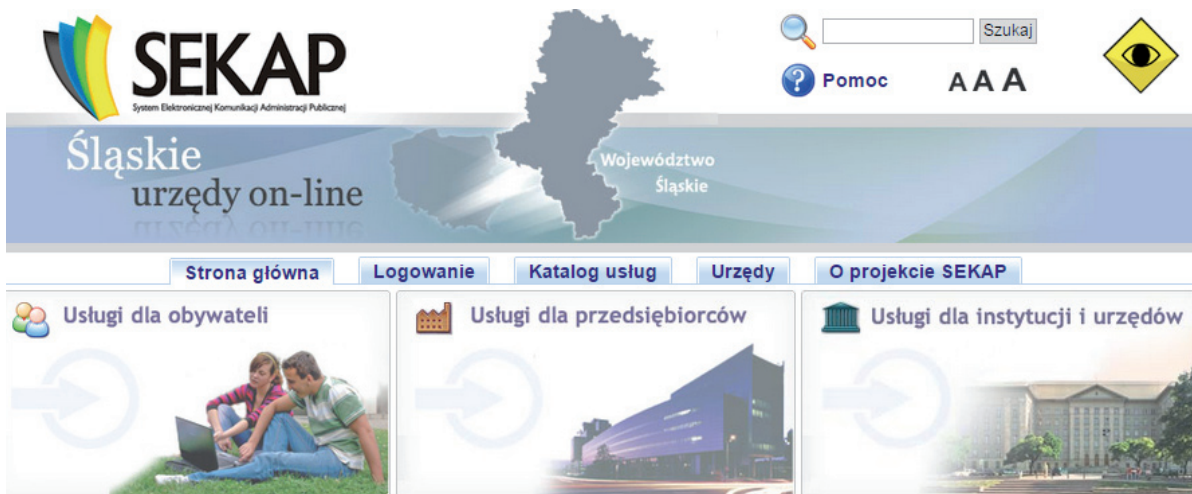 SEKAP
System Elektronicznej Komunikacji Administracji Publicznej
Szukaj
Pomoc
A A A
Śląskie
urzędy on-line
Województwo
Śląskie
Strona główna
Logowanie
Katalog usług
Urzędy
O projekcie SEKAP
Usługi dla obywateli
Usługi dla przedsiębiorców
Usługi dla instytucji i urzędów